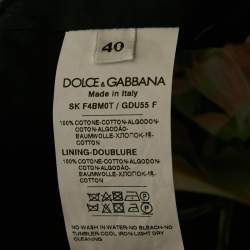 40
DOLCE & GABBANA
Made in Italy
SK F4BM0T / GDU55 F
100% COTONE-COTTON-ALGODON-
COTTON-ALGODÃO-
BAUMWOLLE-ХЛОПОК-棉-
COTTON
LINING-DOUBLURE
100% COTONE-COTTON-ALGODON-
COTTON-ALGODÃO-
BAUMWOLLE-ХЛОПОК-棉-
COTTON
NO WASH IN WATER-NO BLEACH-NO
TUMBLER-COOL IRON-LIGHT DRY
CLEANING